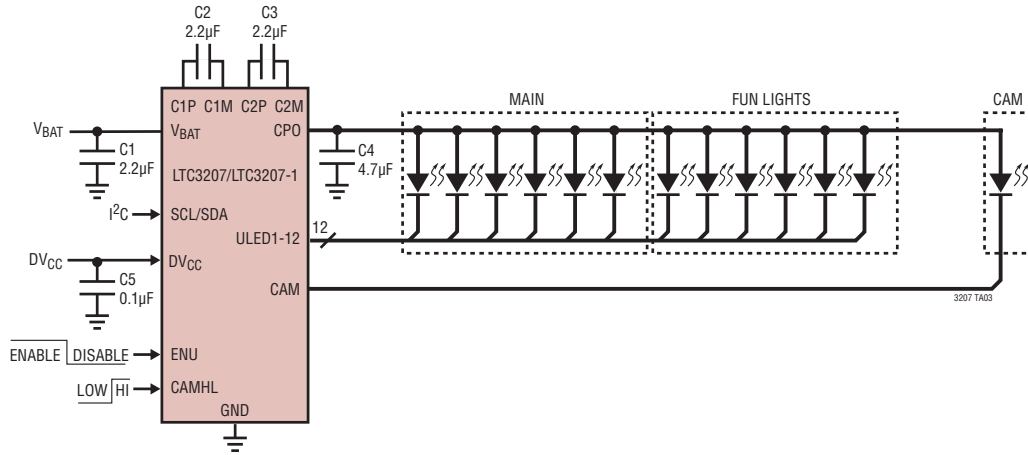 C2
2.2µF
C3
2.2µF
C1P C1M C2P C2M
V_BAT
V_BAT
CPO
C1
2.2µF
C4
4.7µF
MAIN
FUN LIGHTS
CAM
LTC3207/LTC3207-1
I²C
SCL/SDA
ULED1-12
12
DV_CC
DV_CC
C5
0.1µF
CAM
3207 TA03
ENABLE DISABLE
ENU
LOW HI
CAMHL
GND